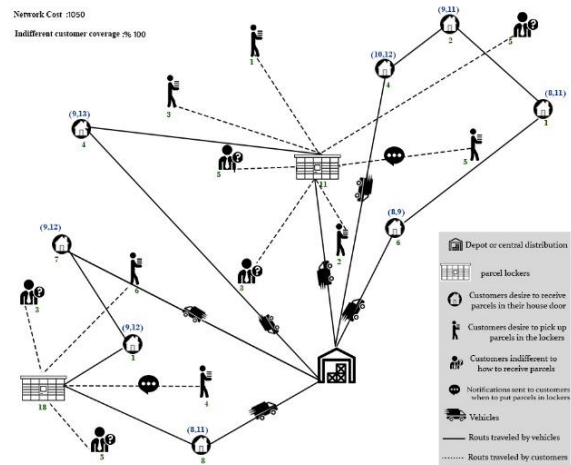 Network Cost :1050
Indifferent customer coverage :% 100
(9,11)
2
5
1
(10,12)
4
(8,11)
1
3
(9,13)
4
5
11
5
(8,9)
6
2
3
(9,12)
7
6
3
(9,12)
1
18
4
(8,11)
8
5
Depot or central distribution
parcel lockers
Customers desire to receive
parcels in their house door
Customers desire to pick up
parcels in the lockers
Customers indifferent to
how to receive parcels
Notifications sent to customers
when to put parcels in lockers
Vehicles
Routs traveled by vehicles
Routs traveled by customers